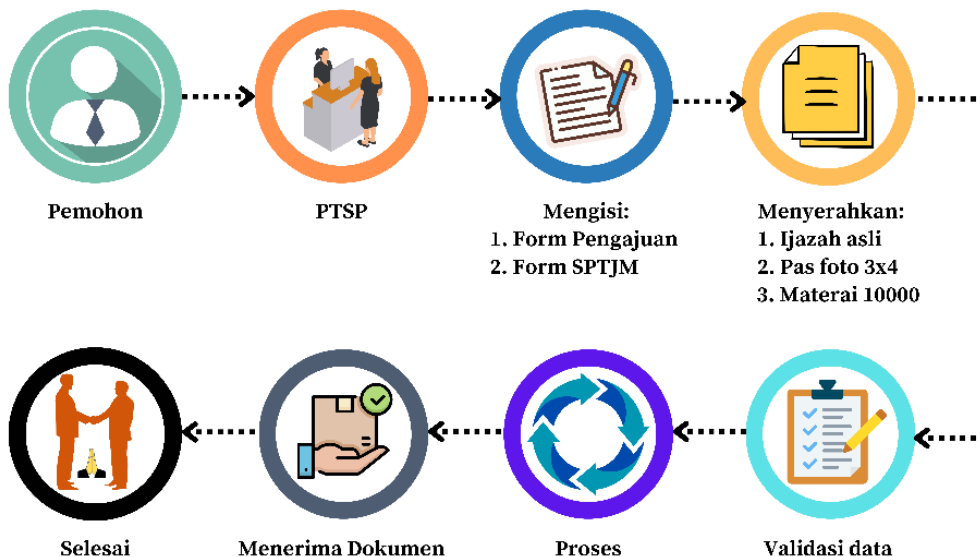 Pemohon
PTSP
Mengisi:
1. Form Pengajuan
2. Form SPTJM
Menyerahkan:
1. Ijazah asli
2. Pas foto 3x4
3. Materai 10000
Validasi data
Proses
Menerima Dokumen
Selesai